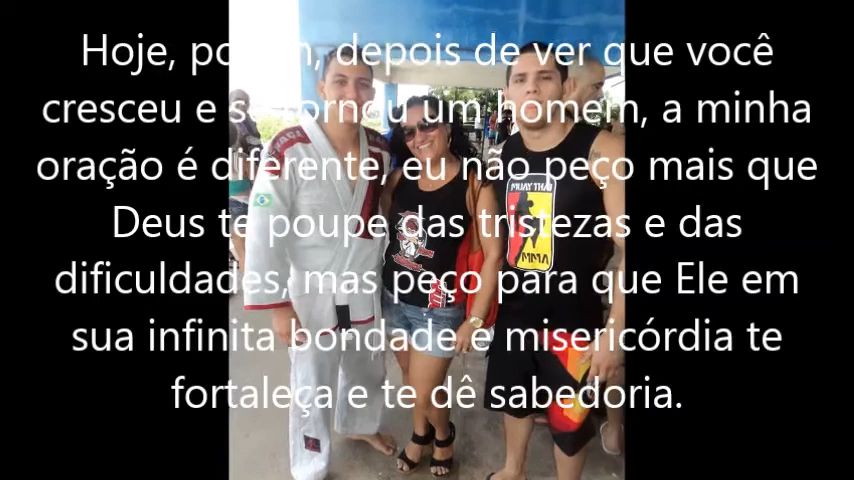 Hoje, porém, depois de ver que você
cresceu e se tornou um homem, a minha
oração é diferente, eu não peço mais que
Deus te poupe das tristezas e das
dificuldades, mas peço para que Ele em
sua infinita bondade e misericórdia te
fortaleça e te dê sabedoria.
MUAY THAI
MMA